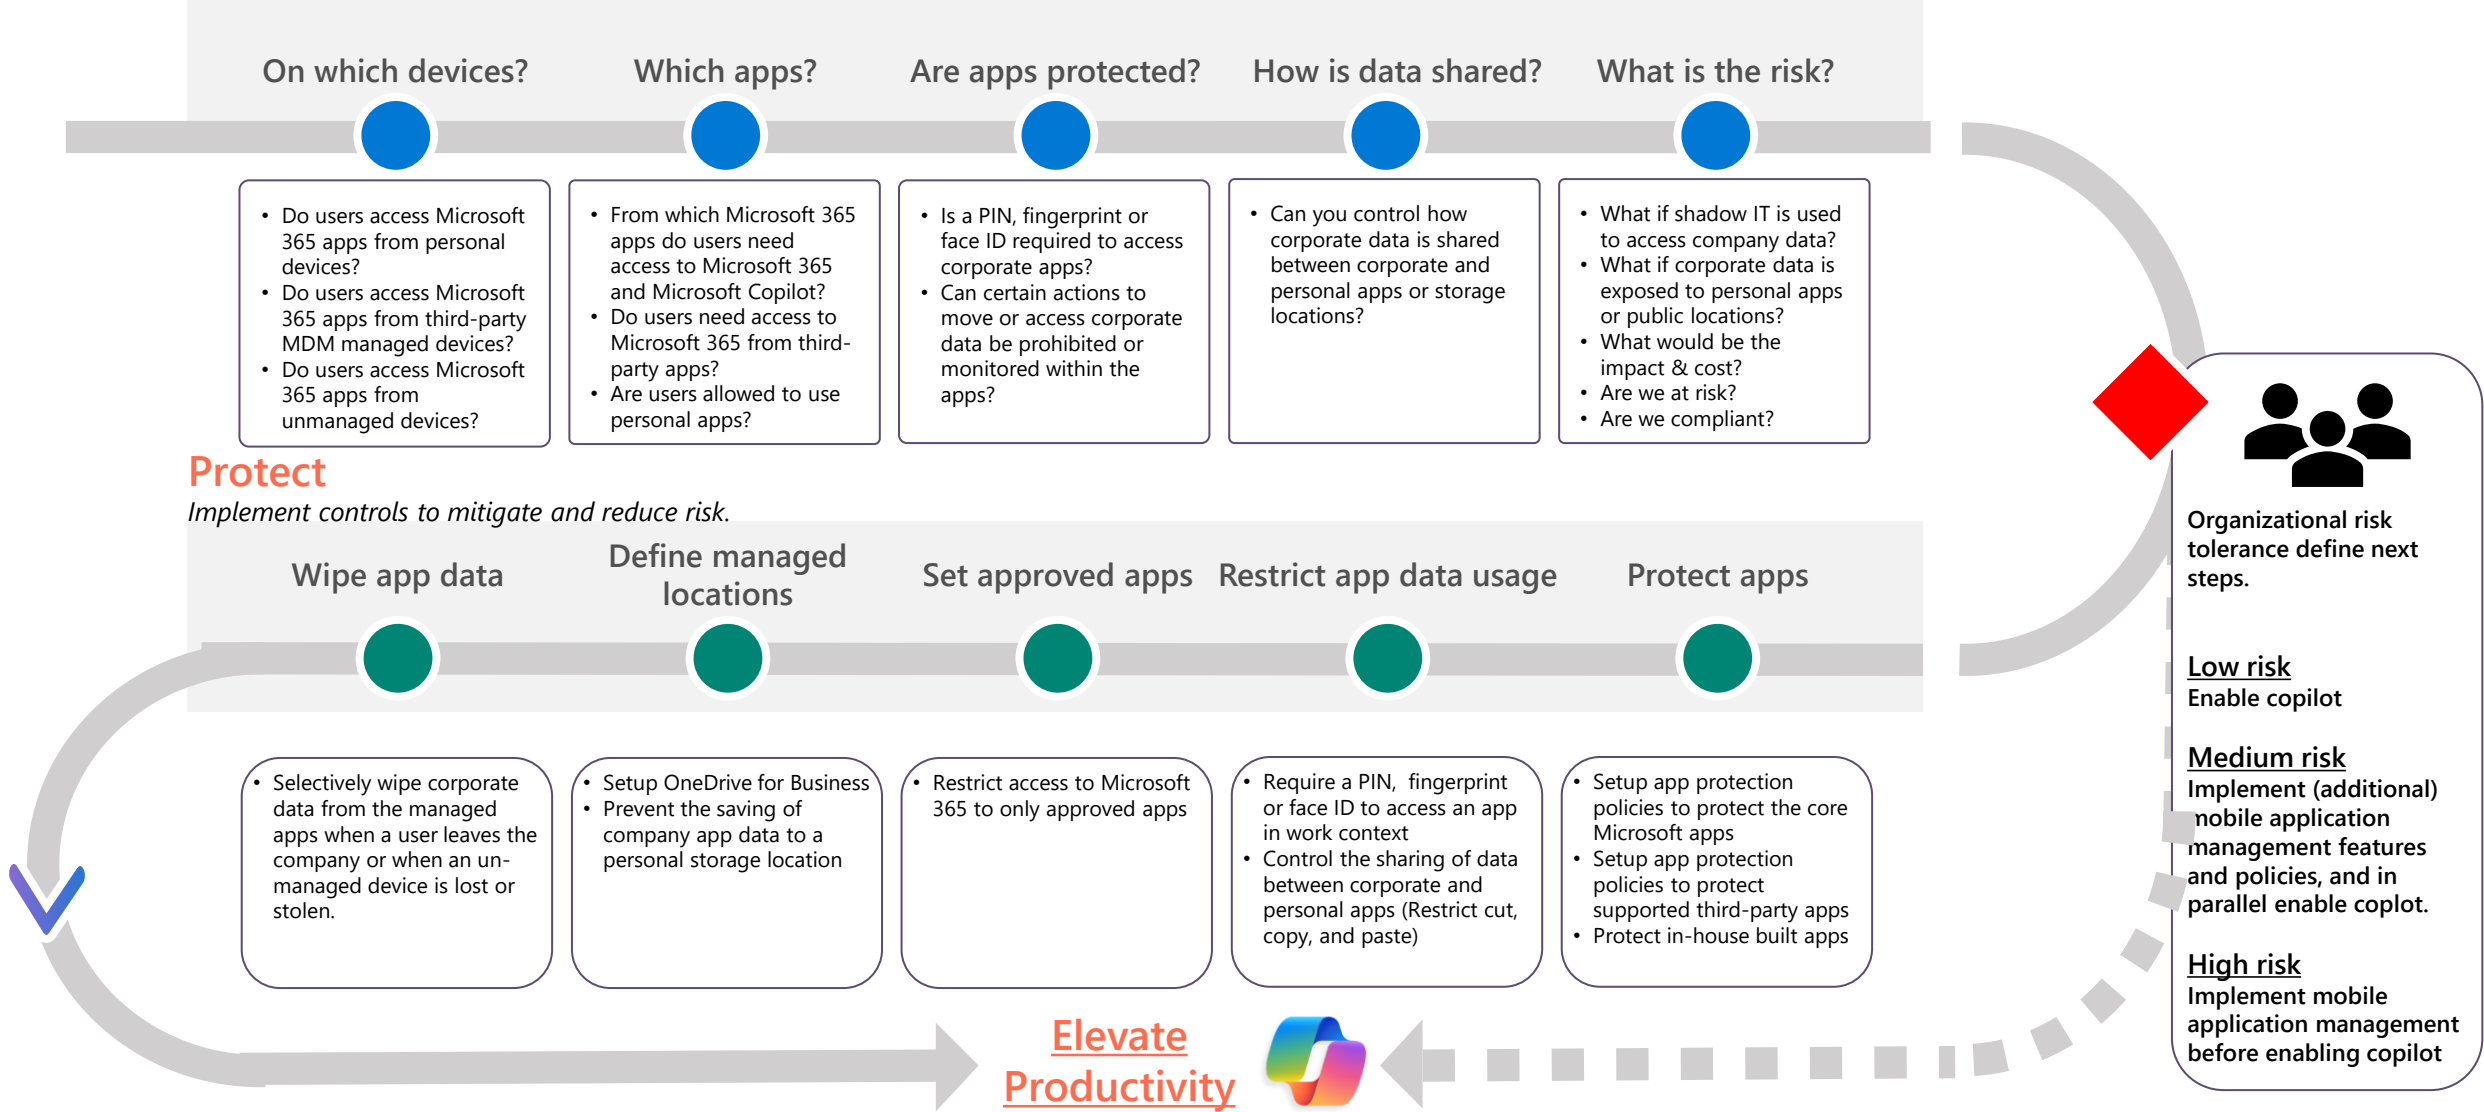 On which devices?
Which apps?
Are apps protected?
How is data shared?
What is the risk?
• Do users access Microsoft
365 apps from personal
devices?
• Do users access Microsoft
365 apps from third-party
MDM managed devices?
• Do users access Microsoft
365 apps from
unmanaged devices?
• From which Microsoft 365
apps do users need
access to Microsoft 365
and Microsoft Copilot?
• Do users need access to
Microsoft 365 from third-
party apps?
• Are users allowed to use
personal apps?
• Is a PIN, fingerprint or
face ID required to access
corporate apps?
• Can certain actions to
move or access corporate
data be prohibited or
monitored within the
apps?
• Can you control how
corporate data is shared
between corporate and
personal apps or storage
locations?
• What if shadow IT is used
to access company data?
• What if corporate data is
exposed to personal apps
or public locations?
• What would be the
impact & cost?
• Are we at risk?
• Are we compliant?
Organizational risk
tolerance define next
steps.
Low risk
Enable copilot
Medium risk
Implement (additional)
mobile application
management features
and policies, and in
parallel enable coplot.
High risk
Implement mobile
application management
before enabling copilot
Protect
Implement controls to mitigate and reduce risk.
Wipe app data
Define managed
locations
Set approved apps
Restrict app data usage
Protect apps
• Selectively wipe corporate
data from the managed
apps when a user leaves the
company or when an un-
managed device is lost or
stolen.
• Setup OneDrive for Business
• Prevent the saving of
company app data to a
personal storage location
• Restrict access to Microsoft
365 to only approved apps
• Require a PIN, fingerprint
or face ID to access an app
in work context
• Control the sharing of data
between corporate and
personal apps (Restrict cut,
copy, and paste)
• Setup app protection
policies to protect the core
Microsoft apps
• Setup app protection
policies to protect
supported third-party apps
• Protect in-house built apps
Elevate
Productivity